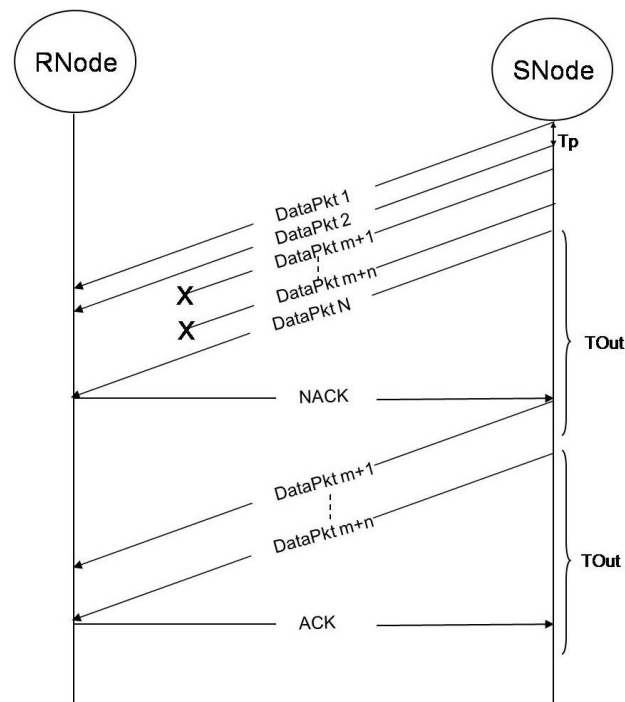 RNode
SNode
Tp
DataPkt 1
DataPkt 2
DataPkt m+1
DataPkt m+n
DataPkt N
TOut
NACK
DataPkt m+1
DataPkt m+n
TOut
ACK